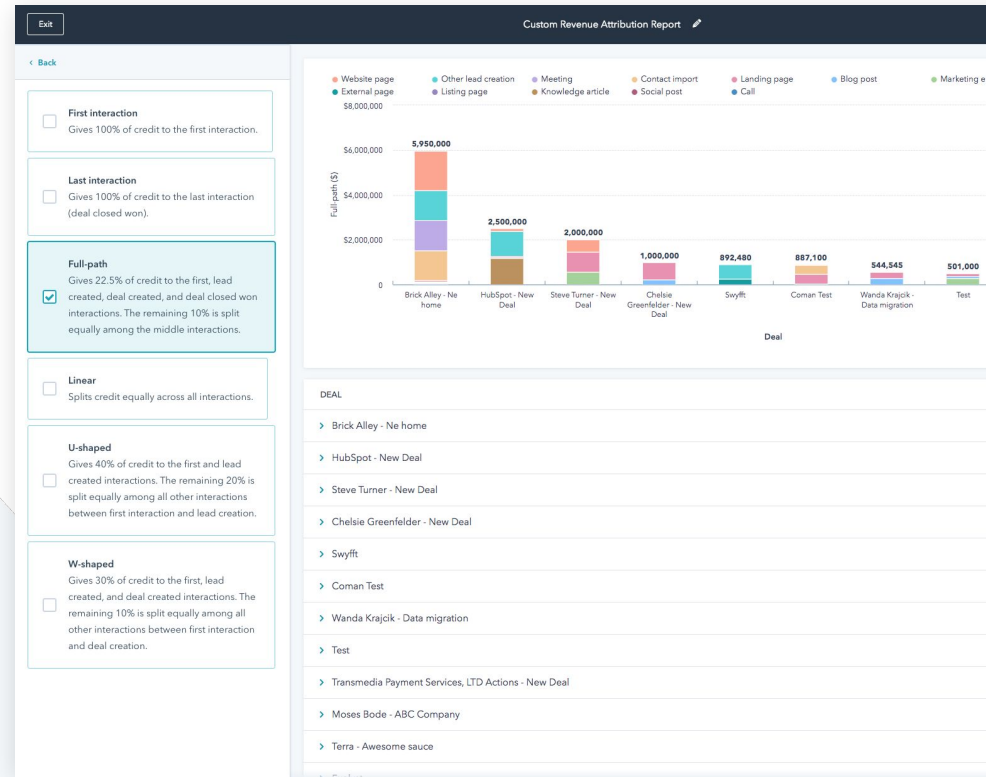 Exit
Custom Revenue Attribution Report
Back
First interaction
Gives 100% of credit to the first interaction.
Last interaction
Gives 100% of credit to the last interaction
(deal closed won).
Full-path
Gives 22.5% of credit to the first, lead
created, deal created, and deal closed won
interactions. The remaining 10% is split
equally among the middle interactions.
Linear
Splits credit equally across all interactions.
U-shaped
Gives 40% of credit to the first and lead
created interactions. The remaining 20% is
split equally among all other interactions
between first interaction and lead creation.
W-shaped
Gives 30% of credit to the first, lead
created, and deal created interactions. The
remaining 10% is split equally among all
other interactions between first interaction
and deal creation.
Website page Other lead creation Meeting Contact import Landing page Blog post Marketing e
External page Listing page Knowledge article Social post Call
$8,000,000
$6,000,000
$4,000,000
$2,000,000
0
Full-path ($)
5,950,000
2,500,000
2,000,000
1,000,000
892,480
887,100
544,545
501,000
Brick Alley - Ne
home
HubSpot - New
Deal
Steve Turner - New
Deal
Chelsie
Greenfelder - New
Deal
Swyfft
Coman Test
Wanda Krajcik -
Data migration
Test
Deal
DEAL
Brick Alley - Ne home
HubSpot - New Deal
Steve Turner - New Deal
Chelsie Greenfelder - New Deal
Swyfft
Coman Test
Wanda Krajcik - Data migration
Test
Transmedia Payment Services, LTD Actions - New Deal
Moses Bode - ABC Company
Terra - Awesome sauce